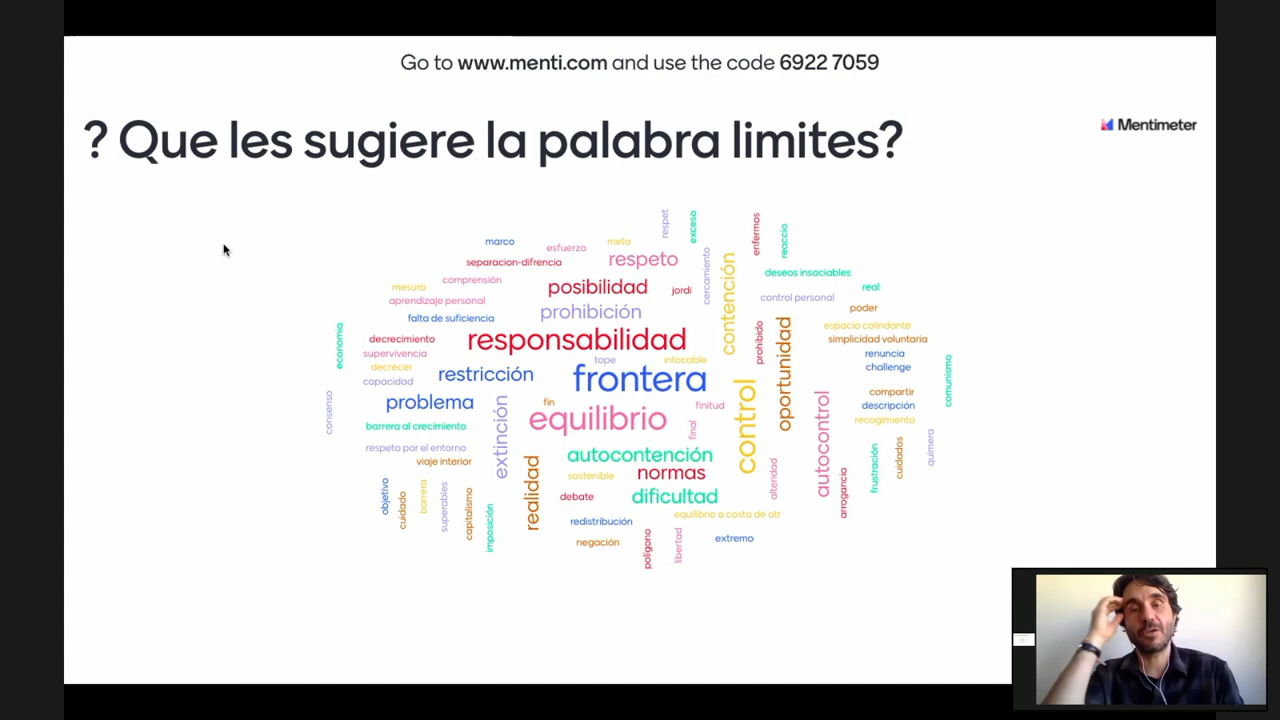 Go to www.menti.com and use the code 6922 7059
? Que les sugiere la palabra limites?
Mentimeter
respet
exceso
enfermos
reaccio
marco
esfuerzo
meta
separacion-difrencia
respeto
cercamiento
contención
deseos insaciables
comprensión
mesura
posibilidad
jordi
real
aprendizaje personal
control personal
prohibición
poder
falta de suficiencia
economia
decrecimiento
responsabilidad
prohibido
oportunidad
espacio colindante
simplicidad voluntaria
supervivencia
tope
intocable
renuncia
decrecer
restricción
frontera
challenge
capacidad
comunismo
consenso
problema
fin
finitud
control
autocontrol
compartir
descripción
barrera al crecimiento
extinción
equilibrio
final
recogimiento
respeto por el entorno
autocontención
quimera
viaje interior
realidad
sostenible
normas
alteridad
arrogancia
frustración
cuidados
objetivo
cuidado
barrera
superables
capitalismo
imposición
debate
dificultad
redistribución
equilibrio a costa de otr
negación
polígono
libertad
extremo